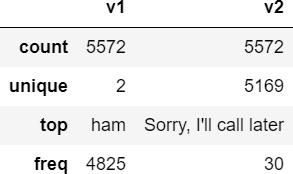 v1 v2
count 5572 5572
unique 2 5169
top ham Sorry, I'll call later
freq 4825 30